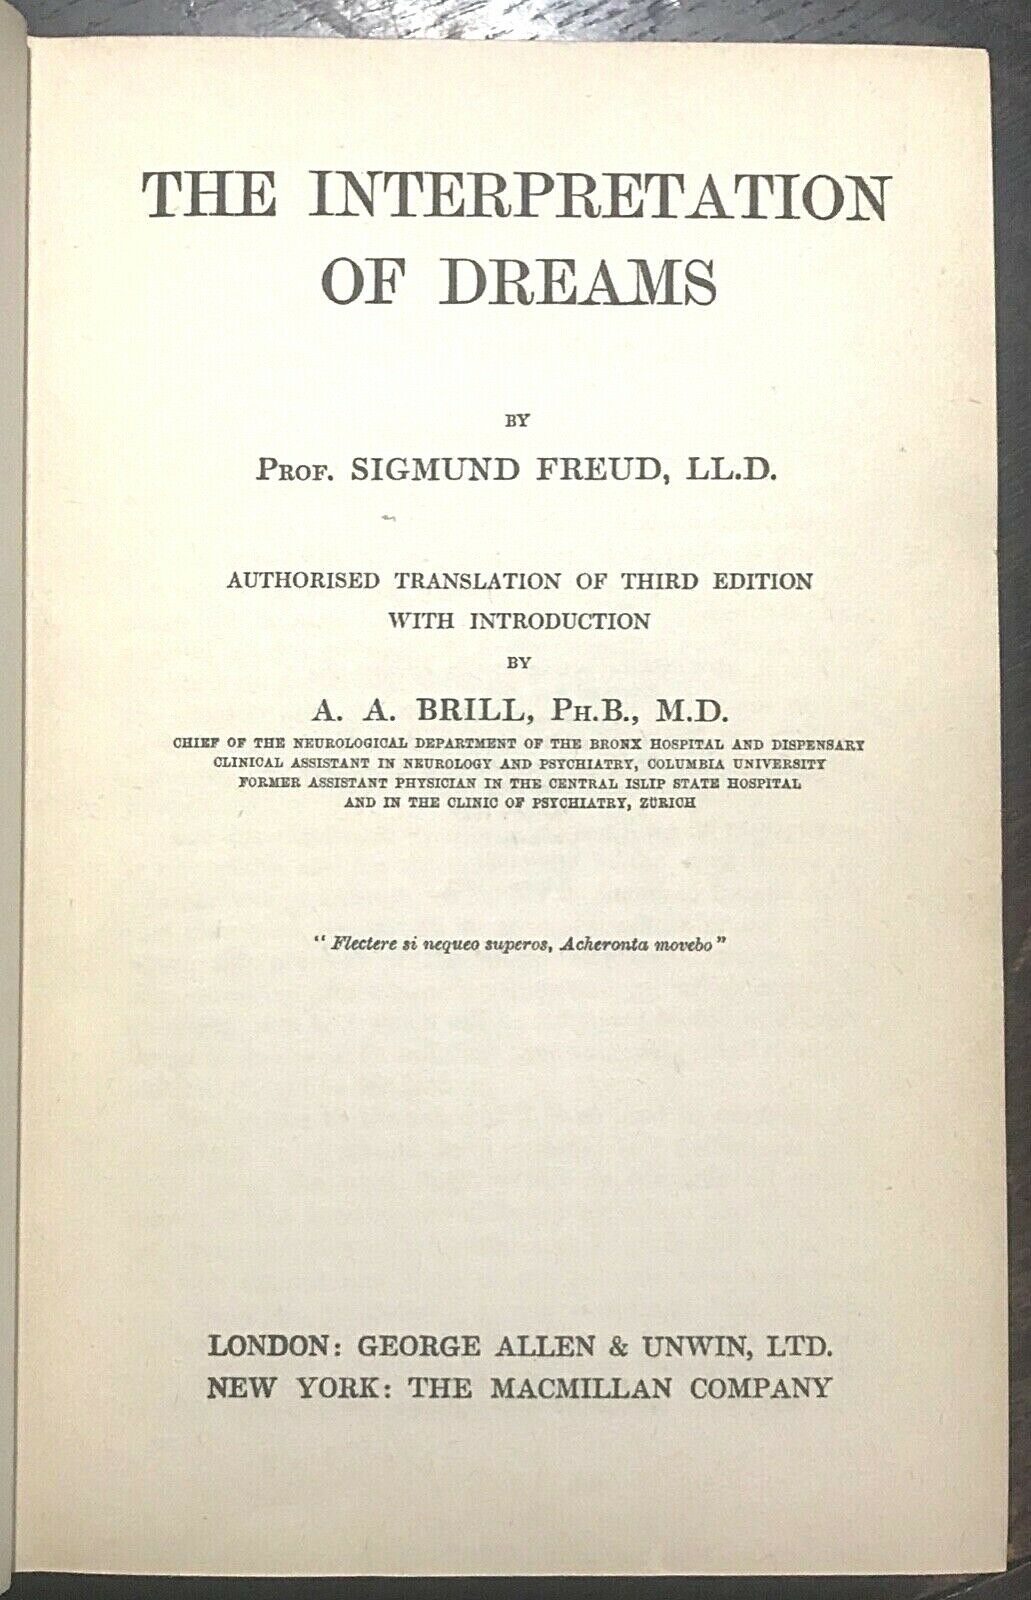 THE INTERPRETATION
OF DREAMS
BY
PROF. SIGMUND FREUD, LL.D.
AUTHORISED TRANSLATION OF THIRD EDITION
WITH INTRODUCTION
BY
A. A. BRILL, PH.B., M.D.
CHIEF OF THE NEUROLOGICAL DEPARTMENT OF THE BRONX HOSPITAL AND DISPENSARY
CLINICAL ASSISTANT IN NEUROLOGY AND PSYCHIATRY, COLUMBIA UNIVERSITY
FORMER ASSISTANT PHYSICIAN IN THE CENTRAL ISLIP STATE HOSPITAL
AND IN THE CLINIC OF PSYCHIATRY, ZÜRICH
"Flectere si nequeo superos, Acheronta movebo"
LONDON: GEORGE ALLEN & UNWIN, LTD.
NEW YORK: THE MACMILLAN COMPANY